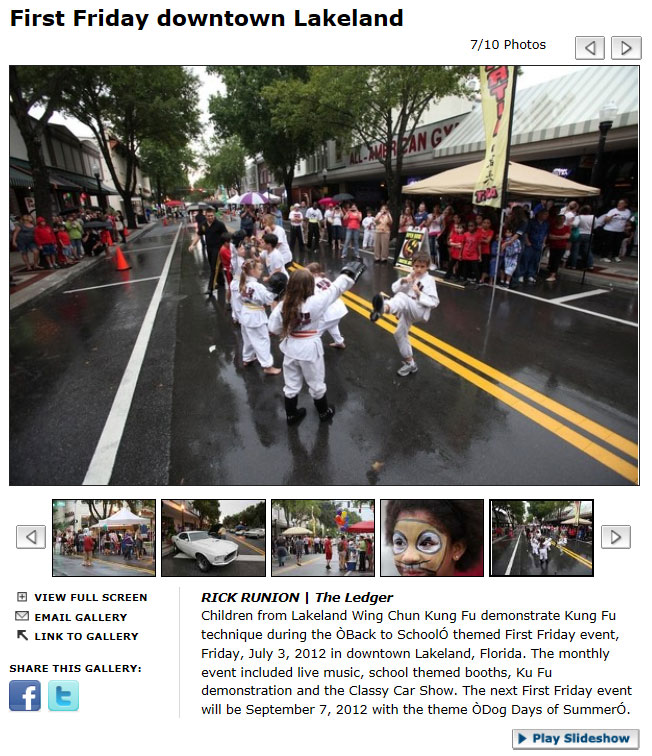 First Friday downtown Lakeland
7/10 Photos
ALL-AMERICAN GY
VIEW FULL SCREEN
EMAIL GALLERY
LINK TO GALLERY
SHARE THIS GALLERY:
RICK RUNION | The Ledger
Children from Lakeland Wing Chun Kung Fu demonstrate Kung Fu
technique during the ÒBack to SchoolÓ themed First Friday event,
Friday, July 3, 2012 in downtown Lakeland, Florida. The monthly
event included live music, school themed booths, Ku Fu
demonstration and the Classy Car Show. The next First Friday event
will be September 7, 2012 with the theme ÒDog Days of SummerÓ.
Play Slideshow